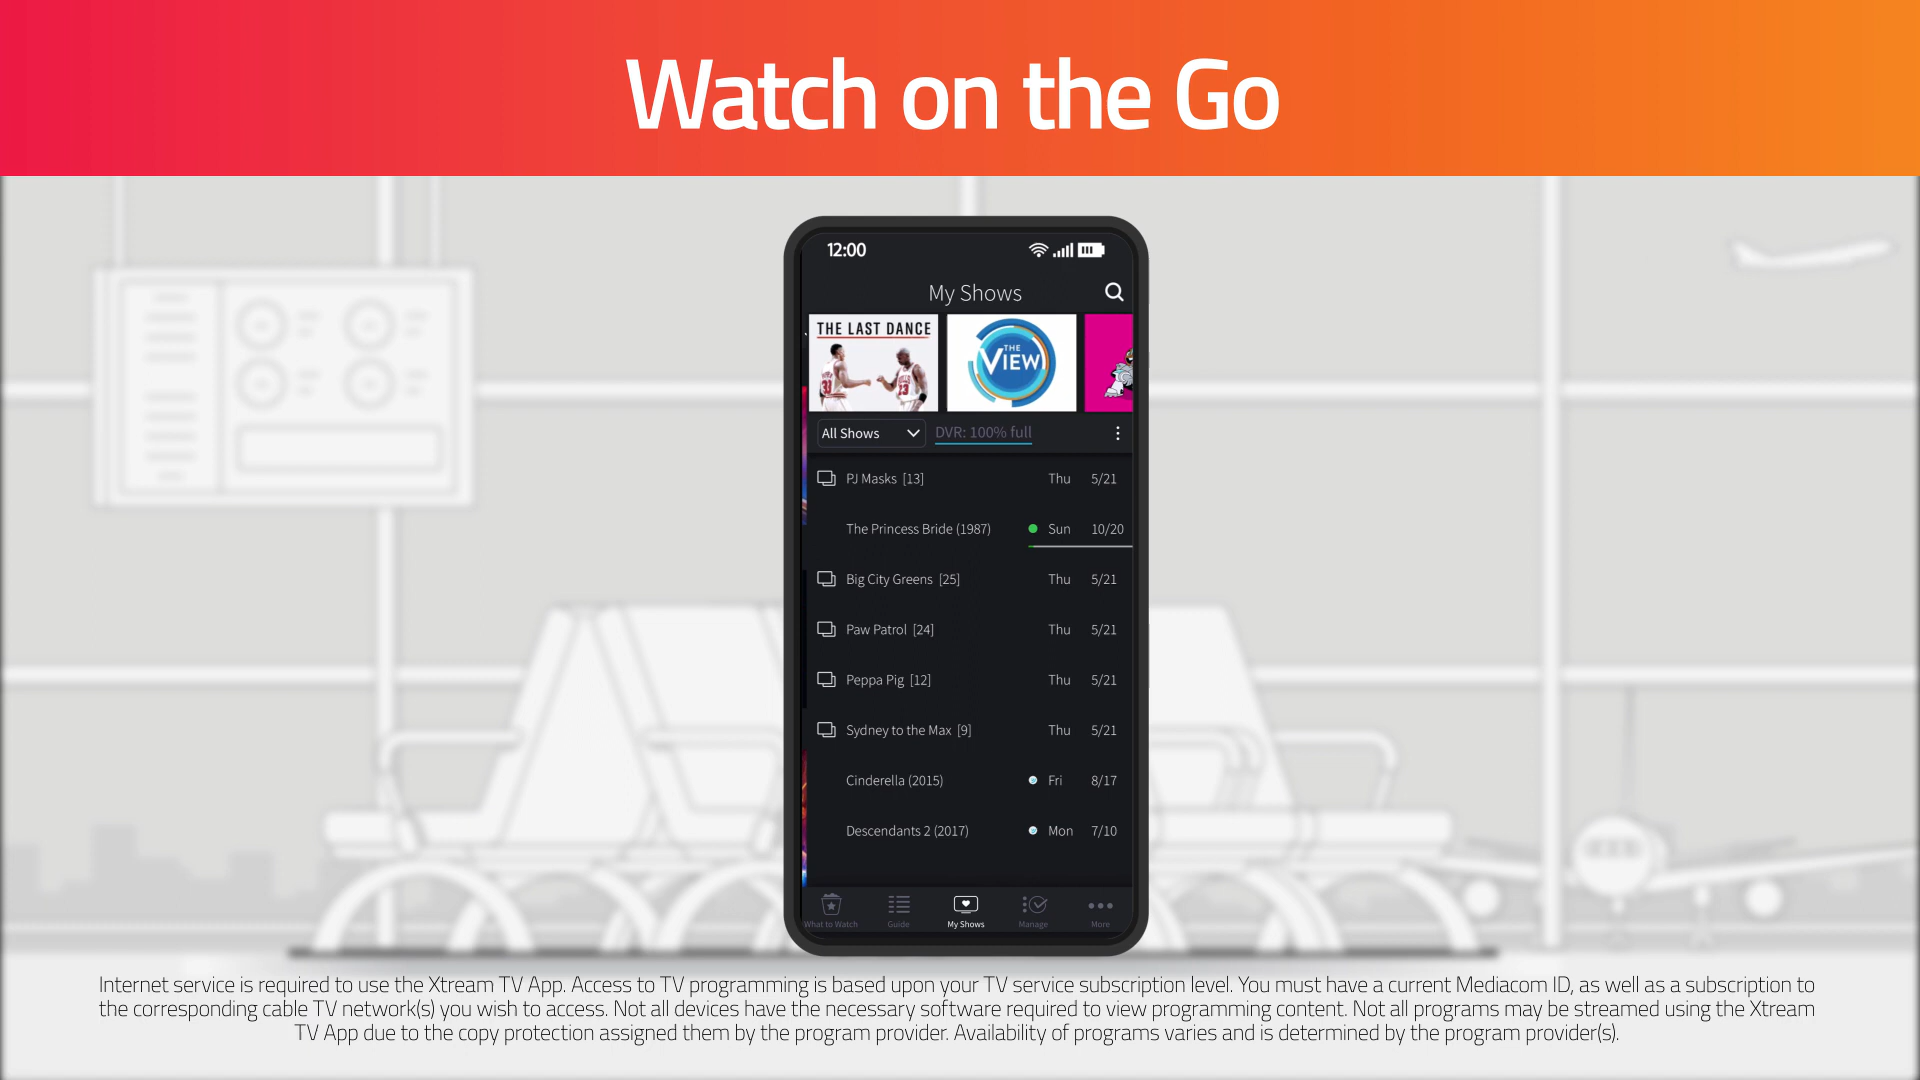 Watch on the Go
12:00
My Shows
THE LAST DANCE
THE VIEW
All Shows
DVR: 100% full
PJ Masks [13] Thu 5/21
The Princess Bride (1987) Sun 10/20
Big City Greens [25] Thu 5/21
Paw Patrol [24] Thu 5/21
Peppa Pig [12] Thu 5/21
Sydney to the Max [9] Thu 5/21
Cinderella (2015) Fri 8/17
Descendants 2 (2017) Mon 7/10
What to Watch Guide My Shows Manage More
Internet service is required to use the Xtream TV App. Access to TV programming is based upon your TV service subscription level. You must have a current Mediacom ID, as well as a subscription to
the corresponding cable TV network(s) you wish to access. Not all devices have the necessary software required to view programming content. Not all programs may be streamed using the Xtream
TV App due to the copy protection assigned them by the program provider. Availability of programs varies and is determined by the program provider(s).